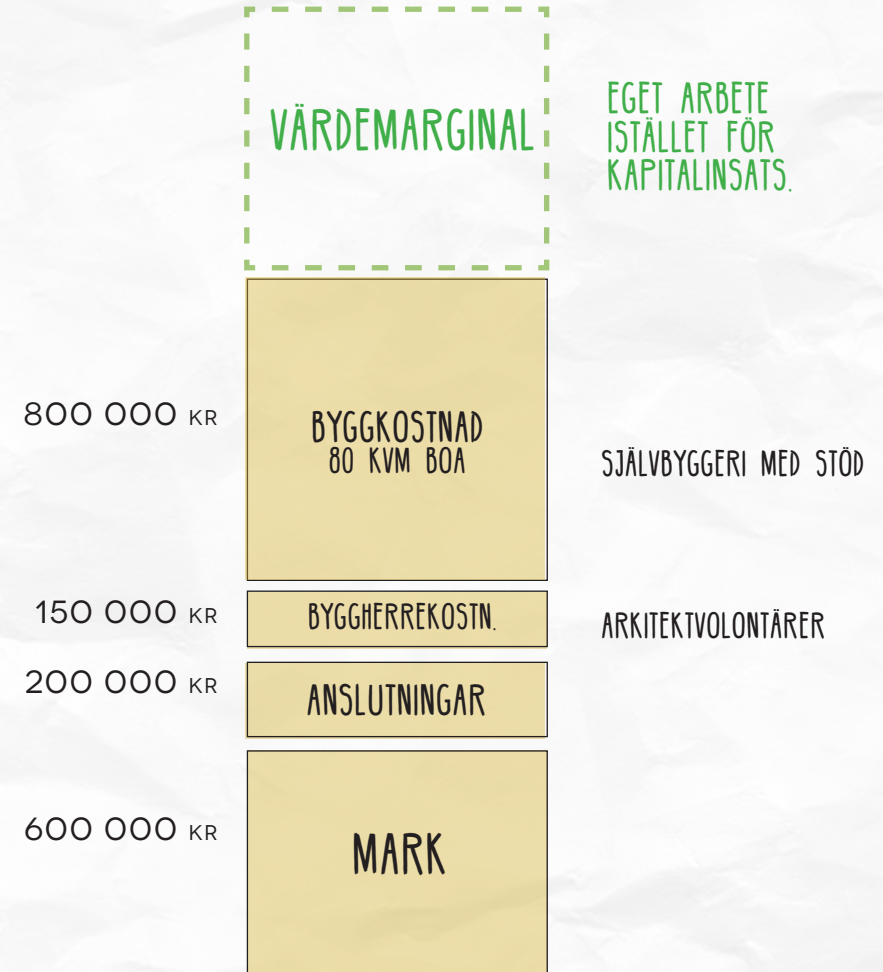 VÄRDEMARGINAL
EGET ARBETE
ISTÄLLET FÖR
KAPITALINSATS.
800 000 KR
BYGGKOSTNAD
80 KVM BOA
SJÄLVBYGGERI MED STÖD
150 000 KR
BYGGHERREKOSTN.
ARKITEKTVOLONTÄRER
200 000 KR
ANSLUTNINGAR
600 000 KR
MARK